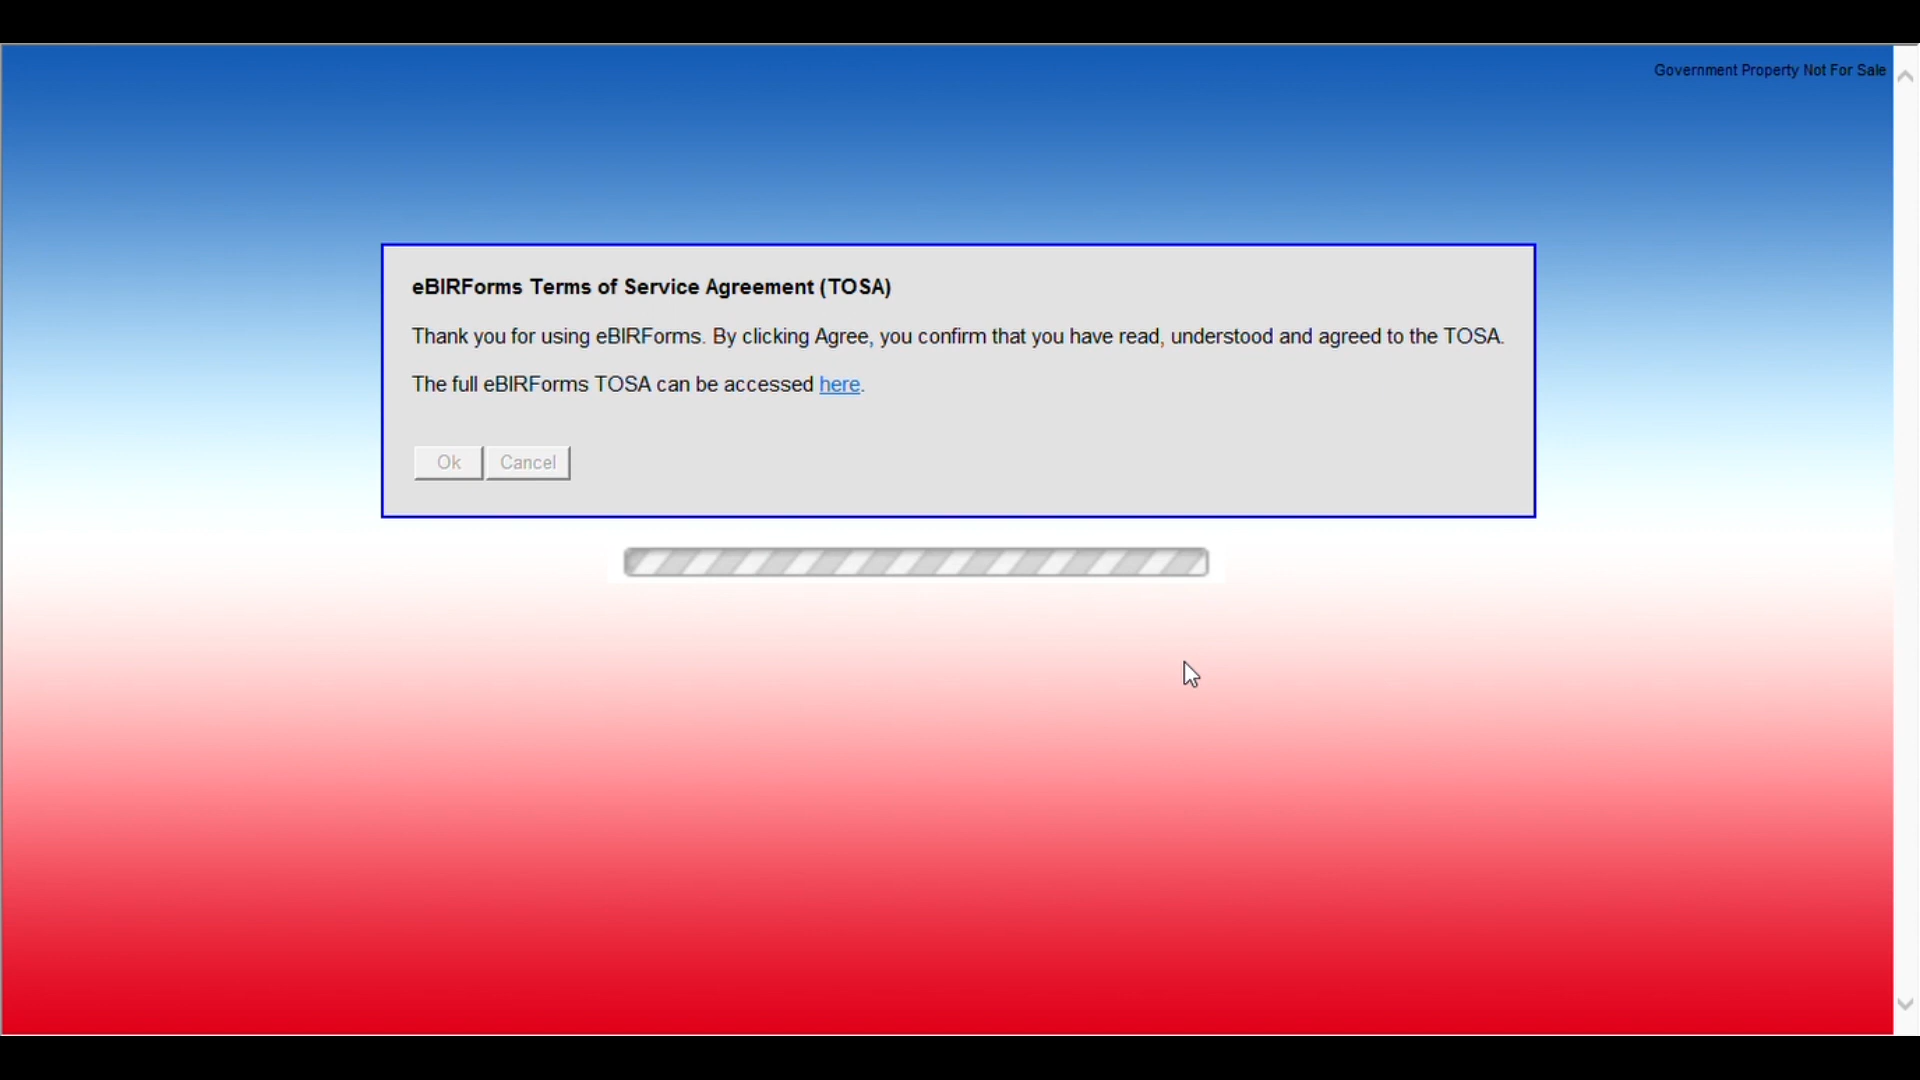 Government Property Not For Sale
eBIRForms Terms of Service Agreement (TOSA)
Thank you for using eBIRForms. By clicking Agree, you confirm that you have read, understood and agreed to the TOSA.
The full eBIRForms TOSA can be accessed here.
Ok Cancel